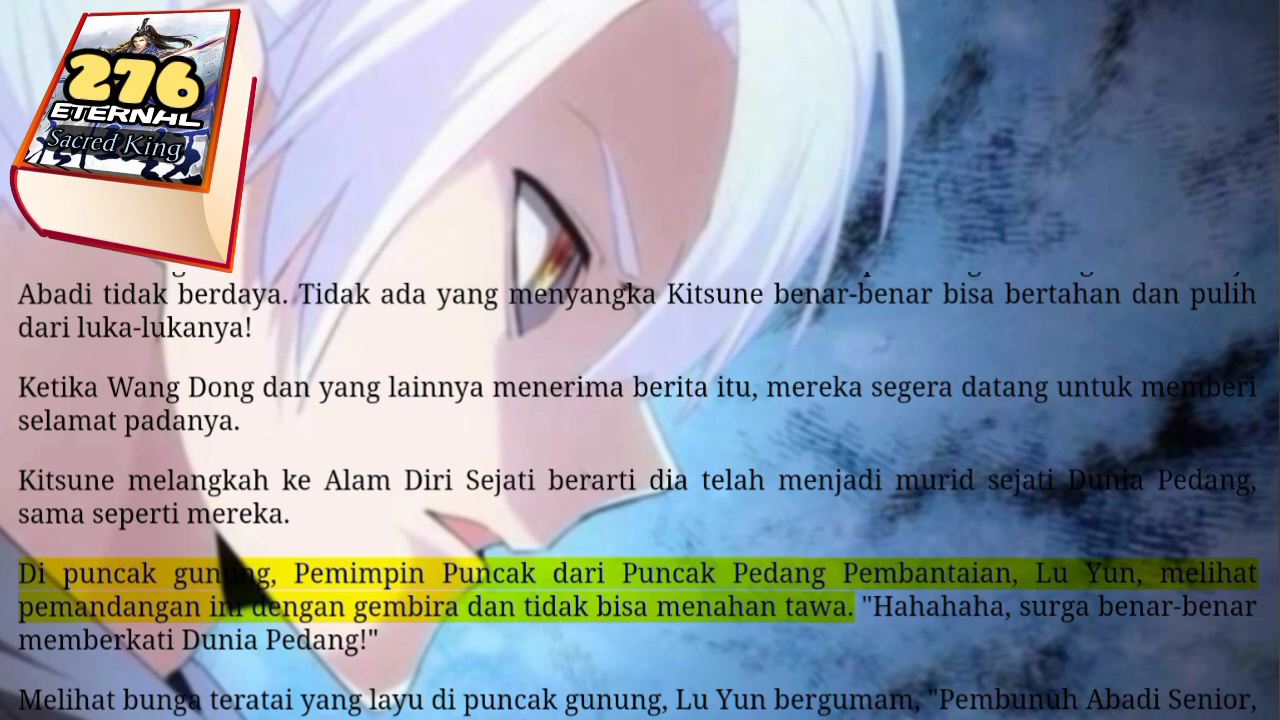 276
ETERNAL
Sacred King
Abadi tidak berdaya. Tidak ada yang menyangka Kitsune benar-benar bisa bertahan dan pulih
dari luka-lukanya!
Ketika Wang Dong dan yang lainnya menerima berita itu, mereka segera datang untuk memberi
selamat padanya.
Kitsune melangkah ke Alam Diri Sejati berarti dia telah menjadi murid sejati Dunia Pedang,
sama seperti mereka.
Di puncak gunung, Pemimpin Puncak dari Puncak Pedang Pembantaian, Lu Yun, melihat
pemandangan ini dengan gembira dan tidak bisa menahan tawa. "Hahahaha, surga benar-benar
memberkati Dunia Pedang!"
Melihat bunga teratai yang layu di puncak gunung, Lu Yun bergumam, "Pembunuh Abadi Senior,